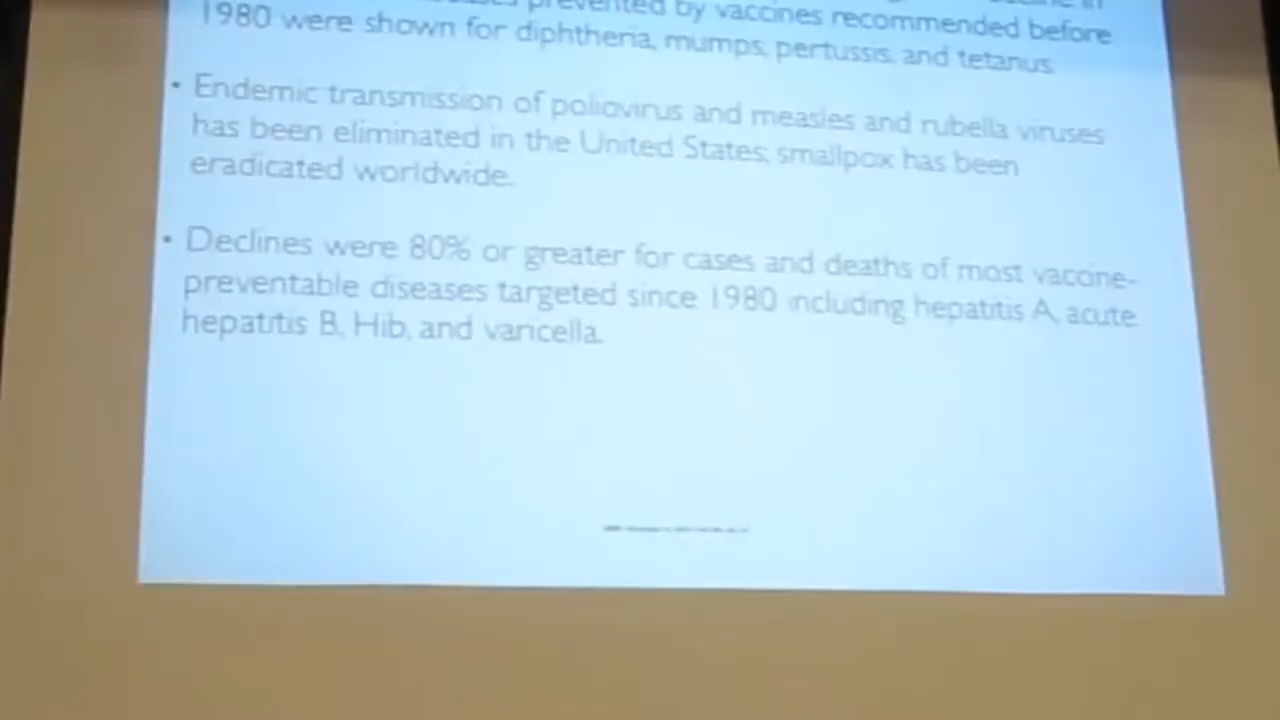 prevented by vaccines recommended before
1980 were shown for diphtheria, mumps, pertussis, and tetanus.
• Endemic transmission of poliovirus and measles and rubella viruses
has been eliminated in the United States; smallpox has been
eradicated worldwide.
• Declines were 80% or greater for cases and deaths of most vaccine-
preventable diseases targeted since 1980 including hepatitis A, acute
hepatitis B, Hib, and varicella.